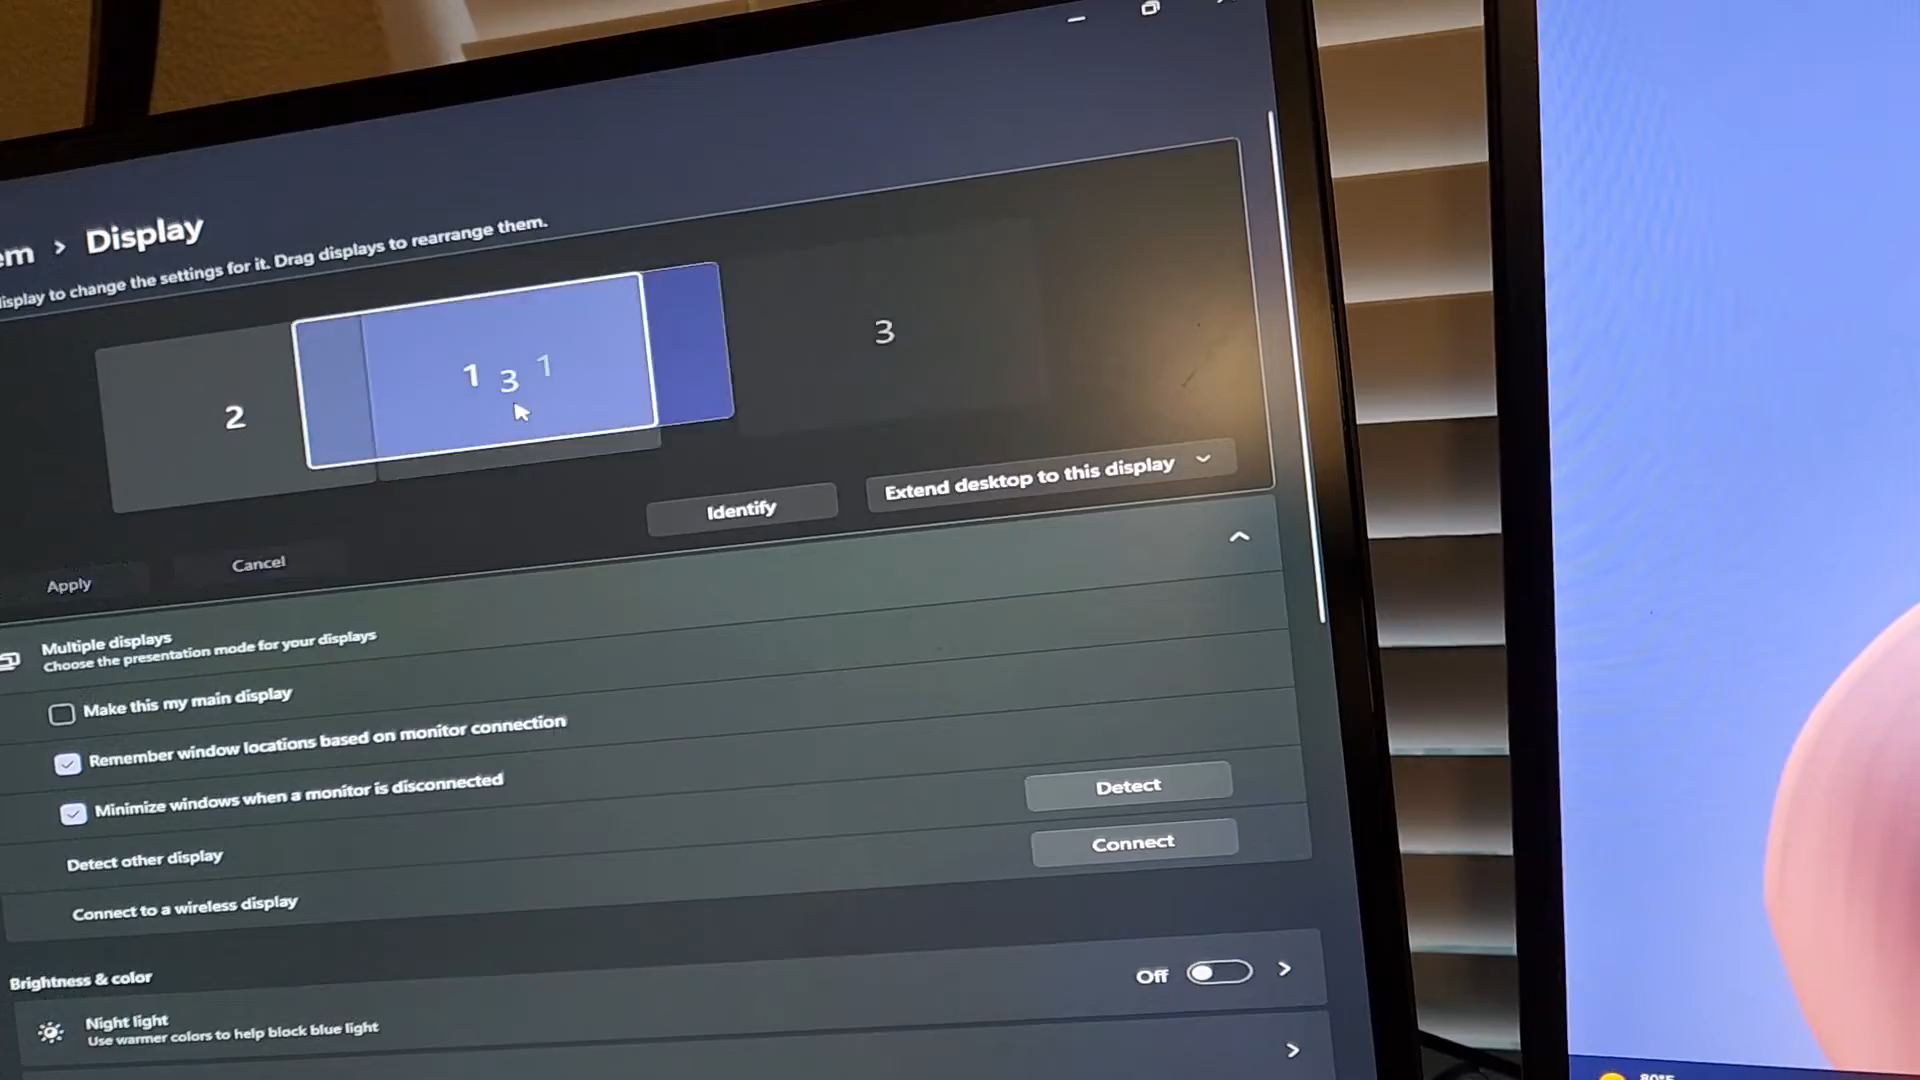 em > Display
display to change the settings for it. Drag displays to rearrange them.
2
1 3 1
3
Identify
Extend desktop to this display
Apply
Cancel
Multiple displays
Choose the presentation mode for your displays
Make this my main display
Remember window locations based on monitor connection
Minimize windows when a monitor is disconnected
Detect other display
Detect
Connect to a wireless display
Connect
Brightness & color
Night light
Use warmer colors to help block blue light
Off
80°F